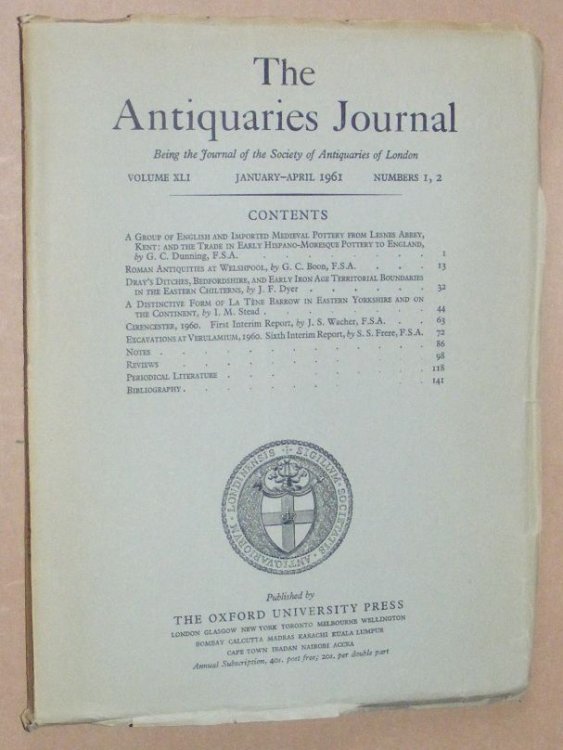 The
Antiquaries Journal
Being the Journal of the Society of Antiquaries of London
VOLUME XLI JANUARY–APRIL 1961 NUMBERS 1, 2
CONTENTS
A Group of English and Imported Medieval Pottery from Lesnes Abbey,
Kent: and the Trade in Early Hispano-Moresque Pottery to England,
by G. C. Dunning, F.S.A. . . . . . . . 1
Roman Antiquities at Welshpool, by G. C. Boon, F.S.A. . . . . 13
Dray's Ditches, Bedfordshire, and Early Iron Age Territorial Boundaries
in the Eastern Chilterns, by J. F. Dyer . . . . . . 32
A Distinctive Form of La Tène Barrow in Eastern Yorkshire and on
the Continent, by I. M. Stead . . . . . . . 44
Cirencester, 1960. First Interim Report, by J. S. Wacher, F.S.A. . . 63
Excavations at Verulamium, 1960. Sixth Interim Report, by S. S. Frere, F.S.A. 72
Notes . . . . . . . . . . 86
Reviews . . . . . . . . . . 98
Periodical Literature . . . . . . . . 118
Bibliography . . . . . . . . . 141
SIGILLVM · SOCIETATIS · ANTIQVARIORVM · LONDINENSIS
Published by
THE OXFORD UNIVERSITY PRESS
LONDON GLASGOW NEW YORK TORONTO MELBOURNE WELLINGTON
BOMBAY CALCUTTA MADRAS KARACHI KUALA LUMPUR
CAPE TOWN IBADAN NAIROBI ACCRA
Annual Subscription, 40s. post free; 20s. per double part